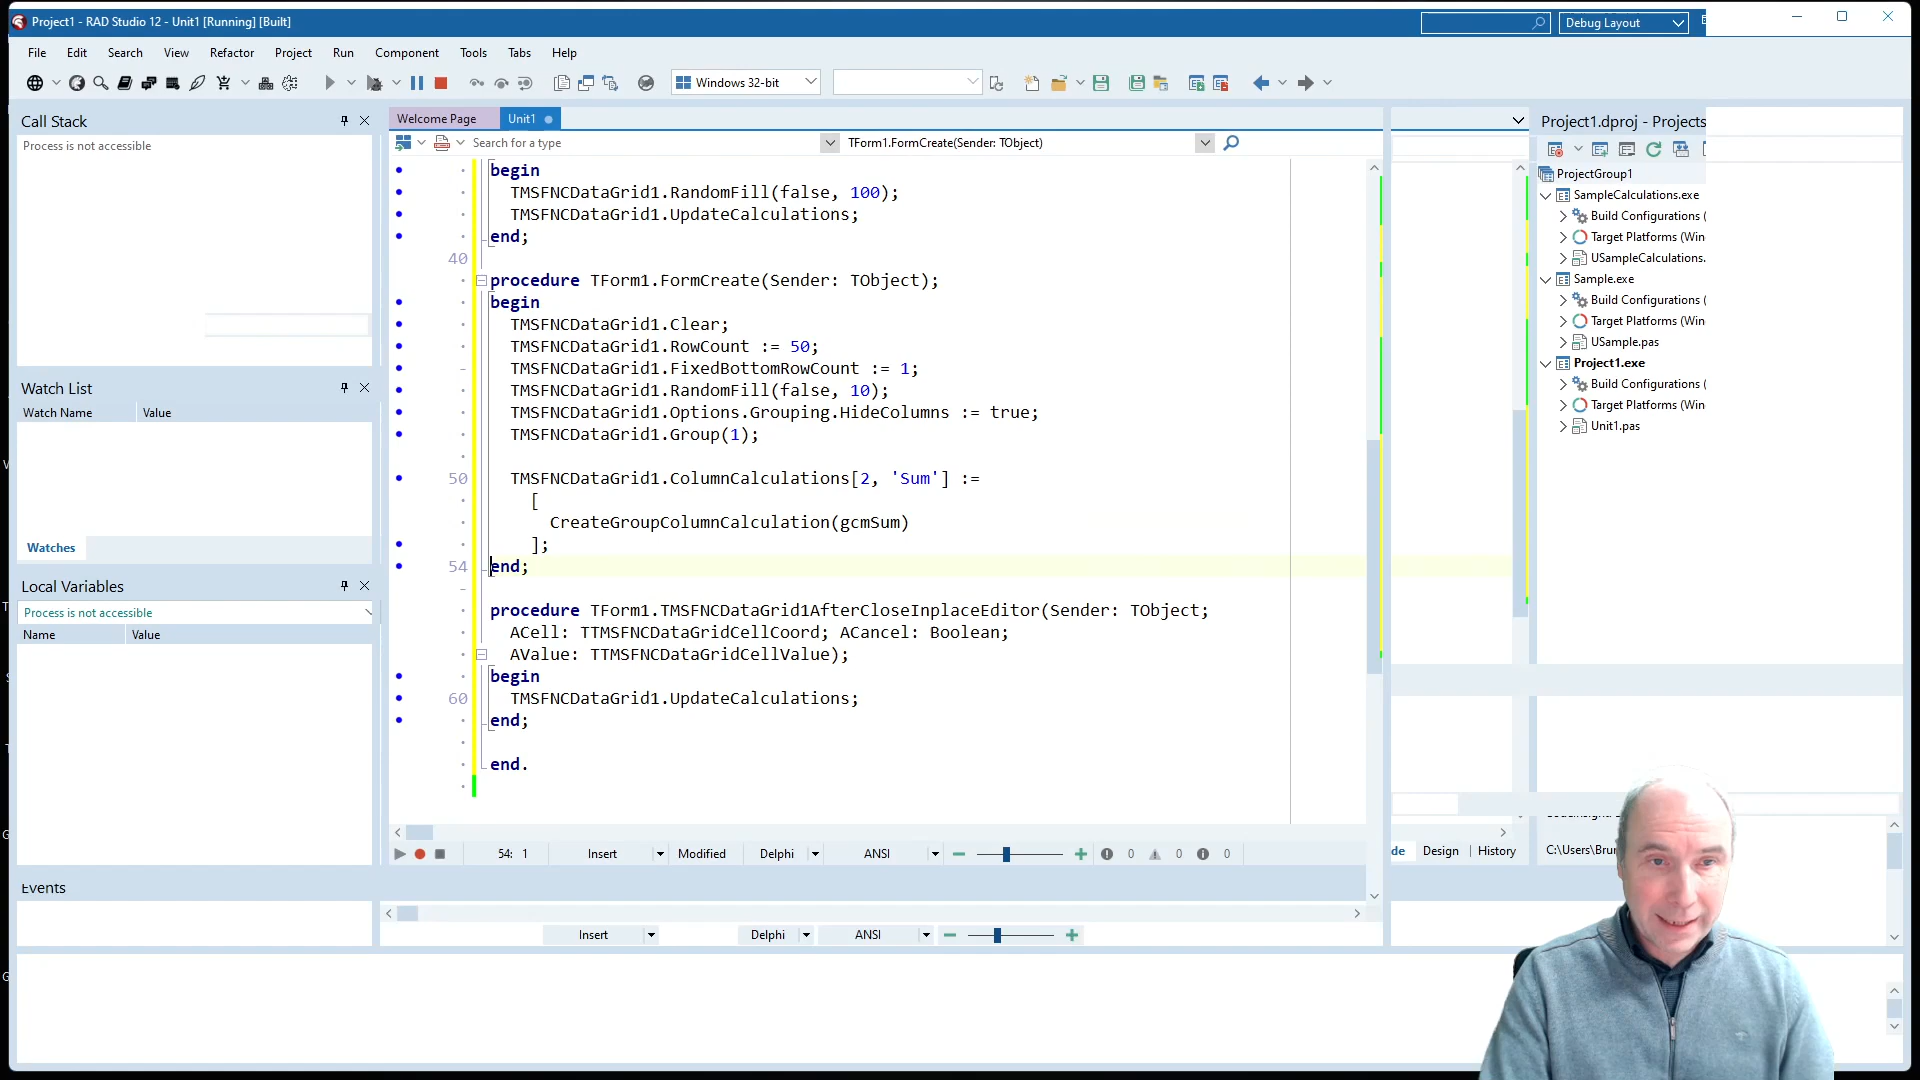 Project1 - RAD Studio 12 - Unit1 [Running] [Built]
Debug Layout
File Edit Search View Refactor Project Run Component Tools Tabs Help
Windows 32-bit
Call Stack
Process is not accessible
Welcome Page Unit1
Search for a type
TForm1.FormCreate(Sender: TObject)
begin
TMSFNCDataGrid1.RandomFill(false, 100);
TMSFNCDataGrid1.UpdateCalculations;
end;
40
procedure TForm1.FormCreate(Sender: TObject);
begin
TMSFNCDataGrid1.Clear;
TMSFNCDataGrid1.RowCount := 50;
TMSFNCDataGrid1.FixedBottomRowCount := 1;
TMSFNCDataGrid1.RandomFill(false, 10);
TMSFNCDataGrid1.Options.Grouping.HideColumns := true;
TMSFNCDataGrid1.Group(1);
50 TMSFNCDataGrid1.ColumnCalculations[2, 'Sum'] :=
[
CreateGroupColumnCalculation(gcmSum)
];
54 end;
procedure TForm1.TMSFNCDataGrid1AfterCloseInplaceEditor(Sender: TObject;
ACell: TTMSFNCDataGridCellCoord; ACancel: Boolean;
AValue: TTMSFNCDataGridCellValue);
begin
60 TMSFNCDataGrid1.UpdateCalculations;
end;
end.
54: 1 Insert Modified Delphi ANSI 0 0 0
Insert Delphi ANSI
Watch List
Watch Name Value
Watches
Local Variables
Process is not accessible
Name Value
Events
Project1.dproj - Projects
ProjectGroup1
SampleCalculations.exe
Build Configurations (
Target Platforms (Win
USampleCalculations.
Sample.exe
Build Configurations (
Target Platforms (Win
USample.pas
Project1.exe
Build Configurations (
Target Platforms (Win
Unit1.pas
de Design History
C:\Users\Brun